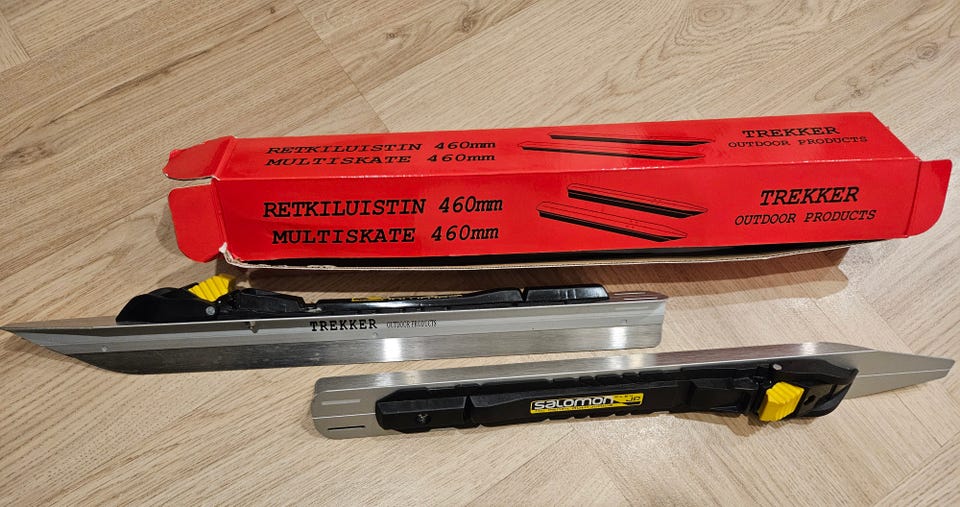 RETKILUISTIN 460mm
MULTISKATE 460mm
TREKKER
OUTDOOR PRODUCTS
RETKILUISTIN 460mm
MULTISKATE 460mm
TREKKER
OUTDOOR PRODUCTS
TREKKER OUTDOOR PRODUCTS
salomon